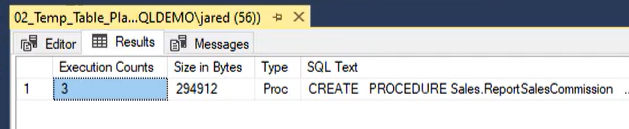 02_Temp_Table_Pla...QLDEMO\jared (56))
Editor Results Messages
Execution Counts Size in Bytes Type SQL Text
1 3 294912 Proc CREATE PROCEDURE Sales.ReportSalesCommission ...